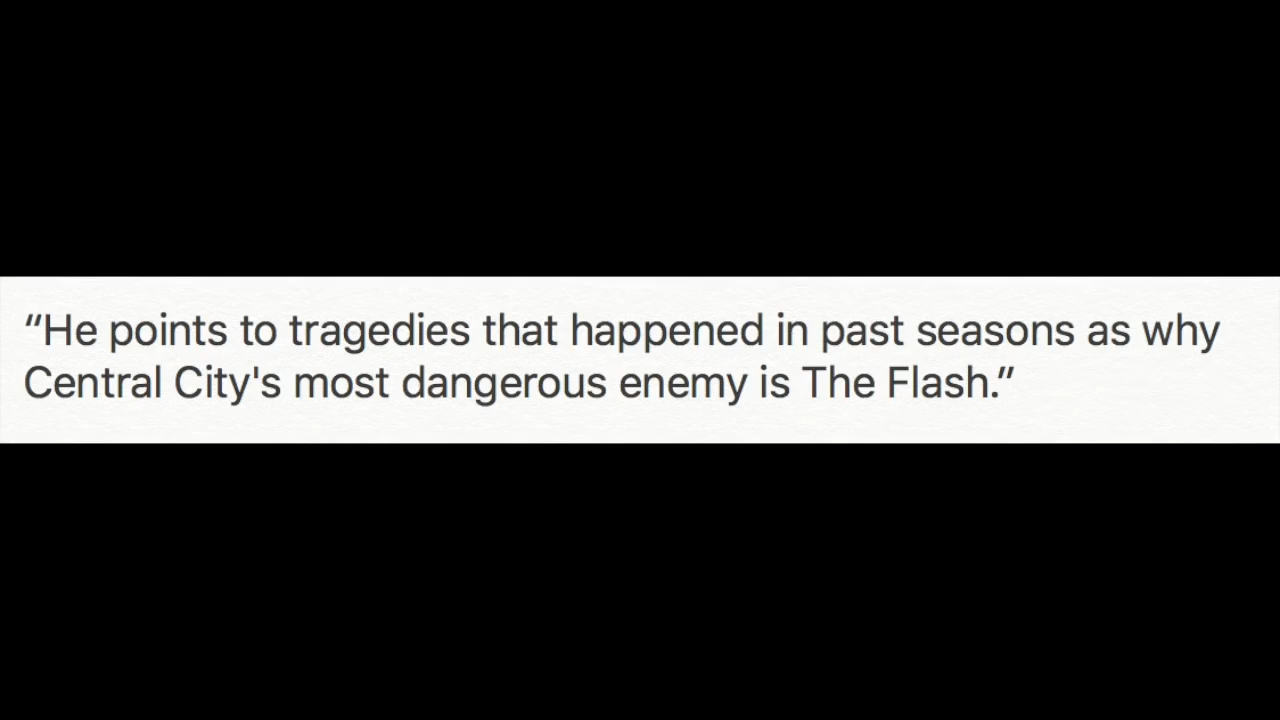 “He points to tragedies that happened in past seasons as why
Central City's most dangerous enemy is The Flash.”